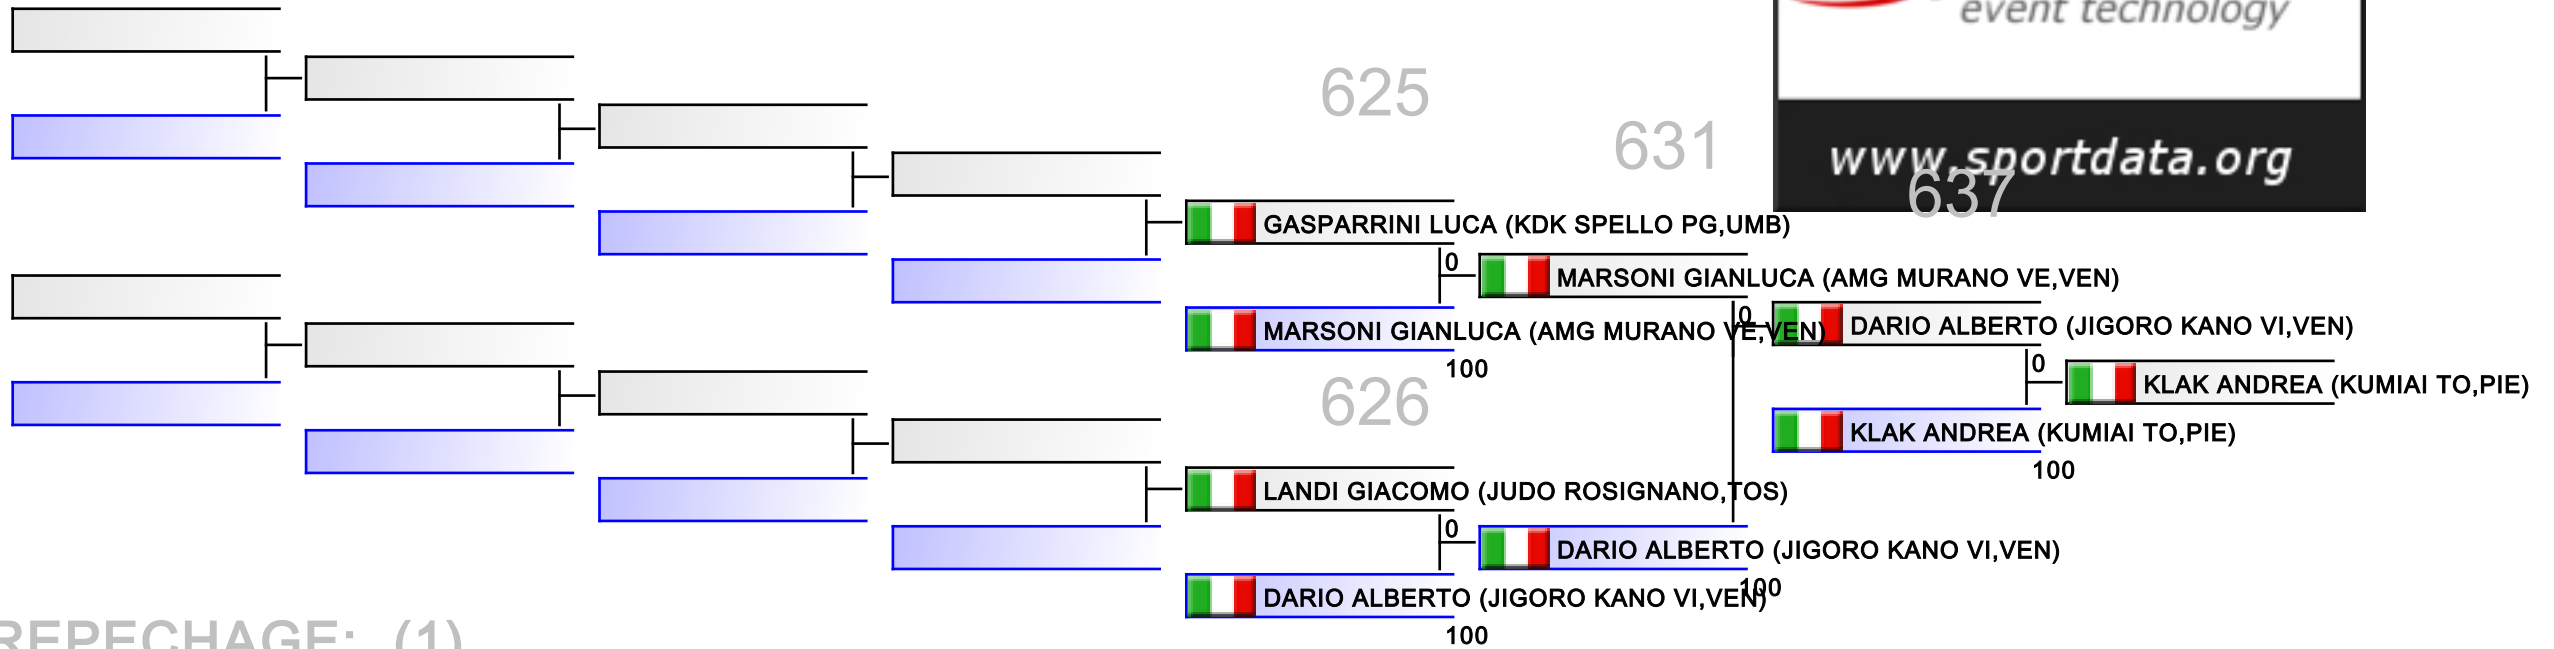 event technology
625
631
www.sportdata.org
637
GASPARRINI LUCA (KDK SPELLO PG,UMB)
0
MARSONI GIANLUCA (AMG MURANO VE,VEN)
0
MARSONI GIANLUCA (AMG MURANO VE,VEN)
DARIO ALBERTO (JIGORO KANO VI,VEN)
100
0
KLAK ANDREA (KUMIAI TO,PIE)
626
KLAK ANDREA (KUMIAI TO,PIE)
100
LANDI GIACOMO (JUDO ROSIGNANO,TOS)
0
DARIO ALBERTO (JIGORO KANO VI,VEN)
100
DARIO ALBERTO (JIGORO KANO VI,VEN)
100
REPECHAGE: (1)